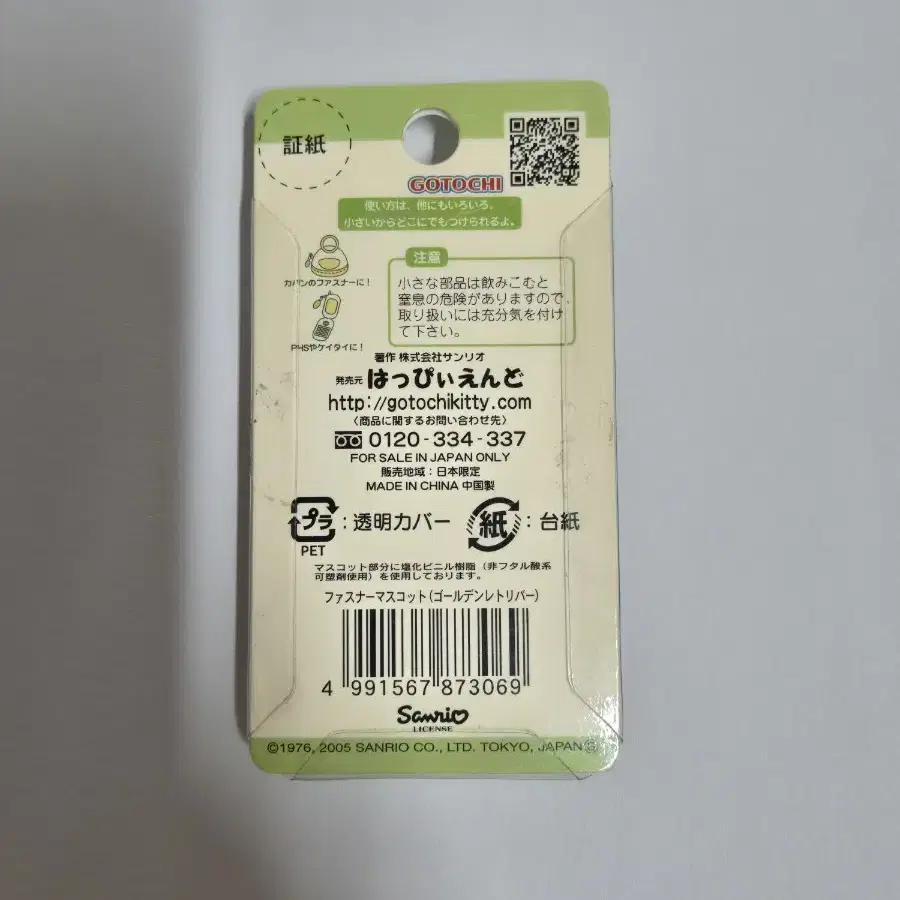 証紙
GOTOCHI
使い方は、他にもいろいろ。
小さいからどこにでもつけられるよ。
カバンのファスナーに!
PHSやケイタイに!
注意
小さな部品は飲みこむと
窒息の危険がありますので、
取り扱いには充分気を付け
て下さい。
著作 株式会社サンリオ
発売元 はっぴぃえんど
http://gotochikitty.com
〈商品に関するお問い合わせ先〉
0120-334-337
FOR SALE IN JAPAN ONLY
販売地域:日本限定
MADE IN CHINA 中国製
プラ:透明カバー 紙:台紙
PET
マスコット部分に塩化ビニル樹脂(非フタル酸系
可塑剤使用)を使用しております。
ファスナーマスコット(ゴールデンレトリバー)
4 991567 873069
Sanrio
LICENSE
©1976, 2005 SANRIO CO., LTD. TOKYO, JAPAN